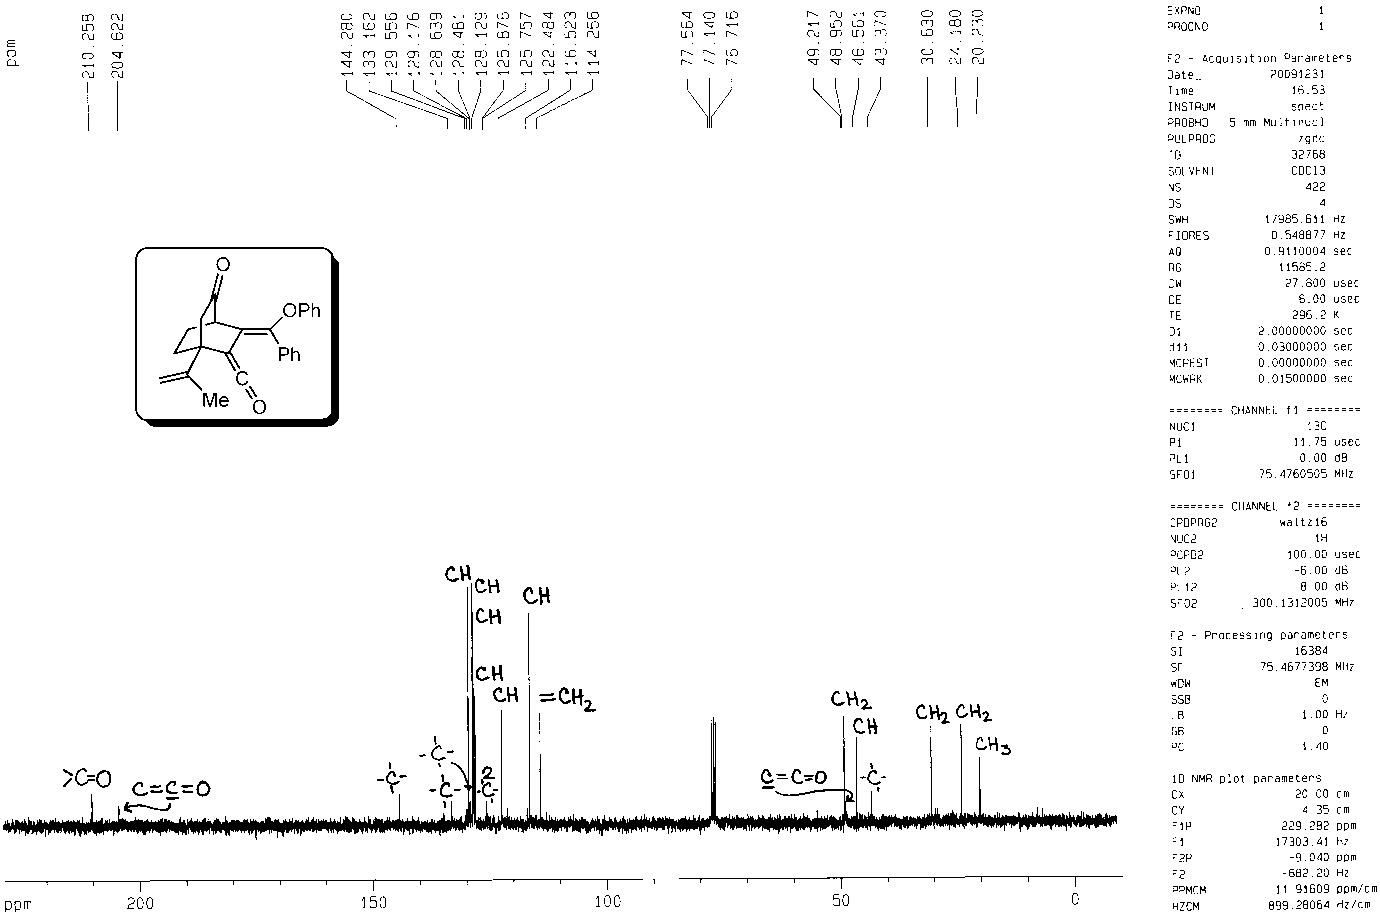 ppm
210.258
204.622
144.280
133.162
129.556
129.176
128.639
128.461
128.129
125.875
125.757
122.484
116.523
114.256
77.564
77.140
76.716
49.217
48.952
46.561
43.370
30.630
24.180
20.230
EXPNO 1
PROCNO 1
F2 - Acquisition Parameters
Date_ 20091231
Time 16.53
INSTRUM spect
PROBHD 5 mm Multinucl
PULPROG zgdc
TD 32768
SOLVENT CDCl3
NS 422
DS 4
SWH 17985.611 Hz
FIDRES 0.548877 Hz
AQ 0.9110004 sec
RG 11585.2
DW 27.800 usec
DE 6.00 usec
TE 296.2 K
D1 2.00000000 sec
d11 0.03000000 sec
MCREST 0.00000000 sec
MCWRK 0.01500000 sec
======== CHANNEL f1 ========
NUC1 13C
P1 11.75 usec
PL1 0.00 dB
SFO1 75.4760505 MHz
======== CHANNEL f2 ========
CPDPRG2 waltz16
NUC2 1H
PCPD2 100.00 usec
PL2 -6.00 dB
PL12 8.00 dB
SFO2 300.1312005 MHz
F2 - Processing parameters
SI 16384
SF 75.4677398 MHz
WDW EM
SSB 0
LB 1.00 Hz
GB 0
PC 1.40
1D NMR plot parameters
CX 20.00 cm
CY 4.35 cm
F1P 229.282 ppm
F1 17303.41 Hz
F2P -9.040 ppm
F2 -682.20 Hz
PPMCM 11.91609 ppm/cm
HZCM 899.28064 Hz/cm
O
OPh
Ph
C
Me
O
CH
CH
CH
CH
CH
CH
=CH2
>C=O
C=C=O
-C-
-C-
-C-
2
-C-
CH2
CH
C=C=O
-C-
CH2
CH2
CH3
ppm 200 150 100 50 0